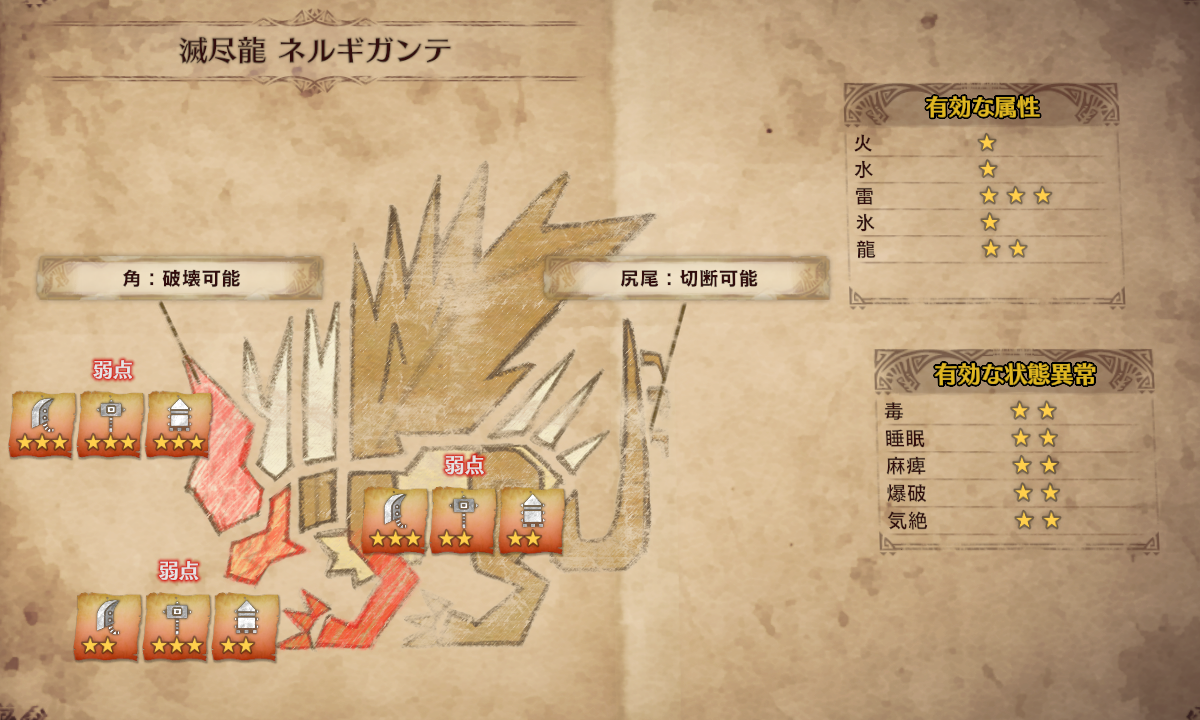 滅尽龍 ネルギガンテ
有効な属性
火 ★
水 ★
雷 ★★★
氷 ★
龍 ★★
角：破壊可能
尻尾：切断可能
弱点
★★★ ★★★ ★★★
有効な状態異常
毒 ★★
睡眠 ★★
麻痺 ★★
爆破 ★★
気絶 ★★
弱点
★★★ ★★ ★★
弱点
★★ ★★★ ★★